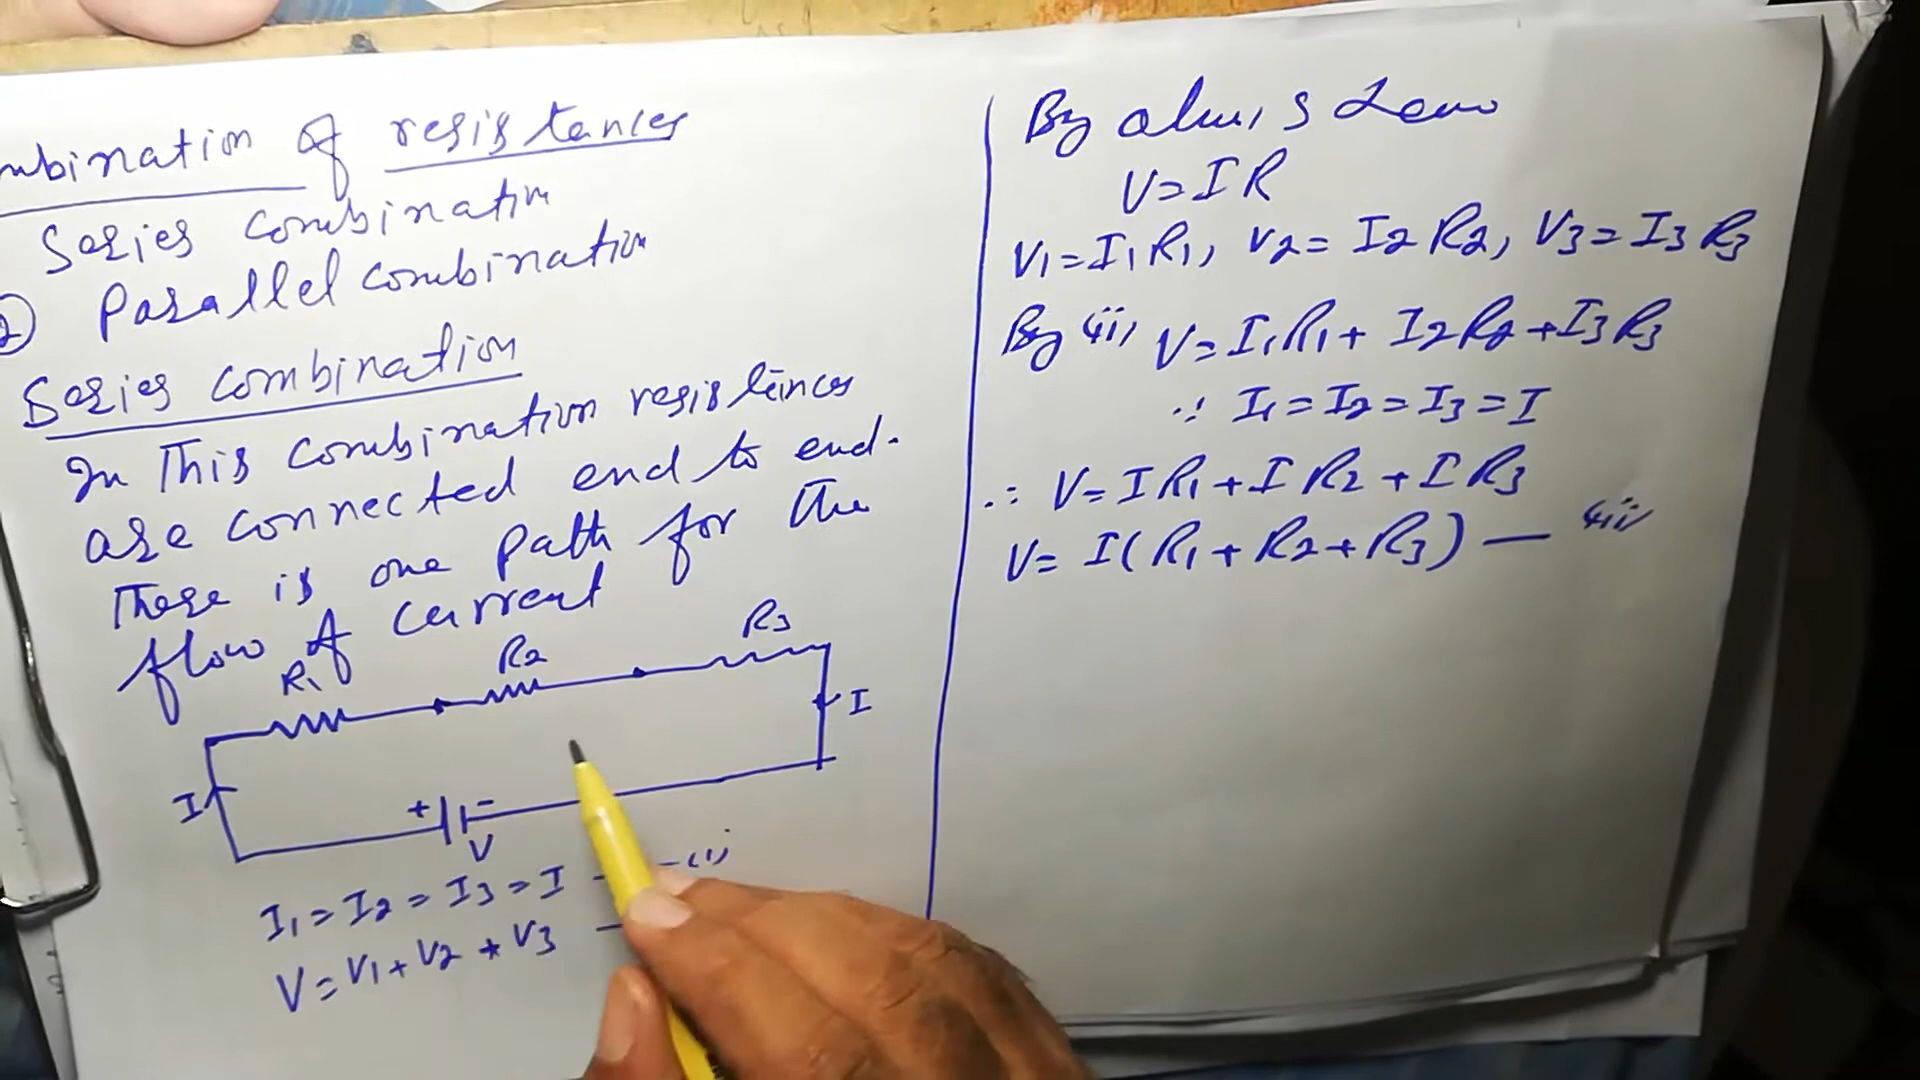 mbination of resistances
Series combination
2 Parallel combination
Series combination
In This combination resistances
are connected end to end.
There is one path for the
flow of current
R1 R2 R3
I
I
+ -
V
I1 = I2 = I3 = I - (i)
V = V1 + V2 + V3 -
By ohm's Law
V = IR
V1 = I1R1, V2 = I2R2, V3 = I3R3
By (ii) V = I1R1 + I2R2 + I3R3
∵ I1 = I2 = I3 = I
∴ V = IR1 + IR2 + IR3
V = I(R1 + R2 + R3) — (iii)